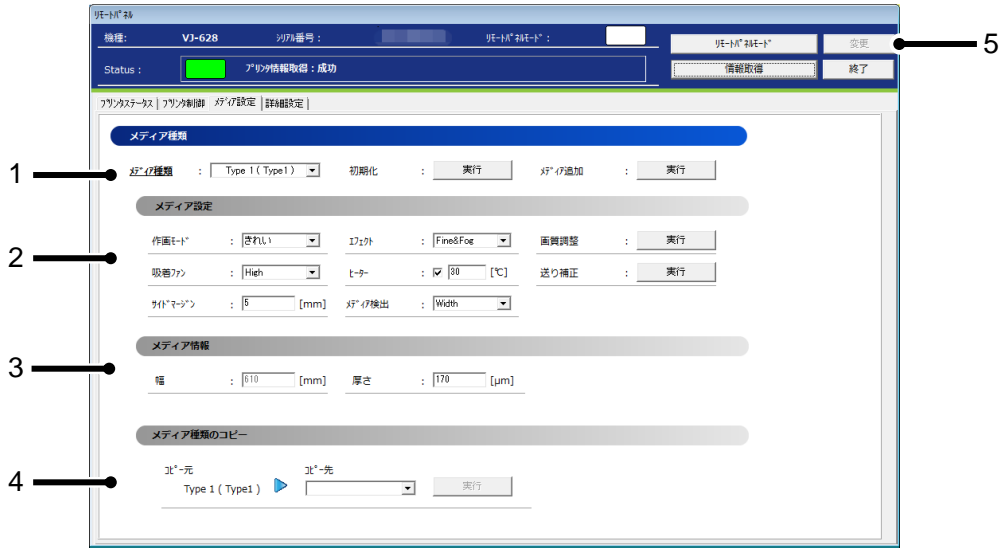 ﾘﾓｰﾄﾊﾟﾈﾙ
機種: VJ-628 ｼﾘｱﾙ番号： ﾘﾓｰﾄﾊﾟﾈﾙﾓｰﾄﾞ： ﾘﾓｰﾄﾊﾟﾈﾙﾓｰﾄﾞ 変更 5
Status： ﾌﾟﾘﾝﾀ情報取得：成功 情報取得 終了
ﾌﾟﾘﾝﾀｽﾃｰﾀｽ ﾌﾟﾘﾝﾀ制御 ﾒﾃﾞｨｱ設定 詳細設定
メディア種類
1 ﾒﾃﾞｨｱ種類 ： Type 1 ( Type1 ) 初期化 ： 実行 ﾒﾃﾞｨｱ追加 ： 実行
メディア設定
2 作画ﾓｰﾄﾞ ： きれい ｴﾌｪｸﾄ ： Fine&Fog 画質調整 ： 実行
吸着ﾌｧﾝ ： High ﾋｰﾀｰ ： 30 [℃] 送り補正 ： 実行
ｻｲﾄﾞﾏｰｼﾞﾝ ： 5 [mm] ﾒﾃﾞｨｱ検出 ： Width
メディア情報
3 幅 ： 610 [mm] 厚さ ： 170 [μm]
メディア種類のコピー
ｺﾋﾟｰ元 ｺﾋﾟｰ先
4 Type 1 ( Type1 ) 実行